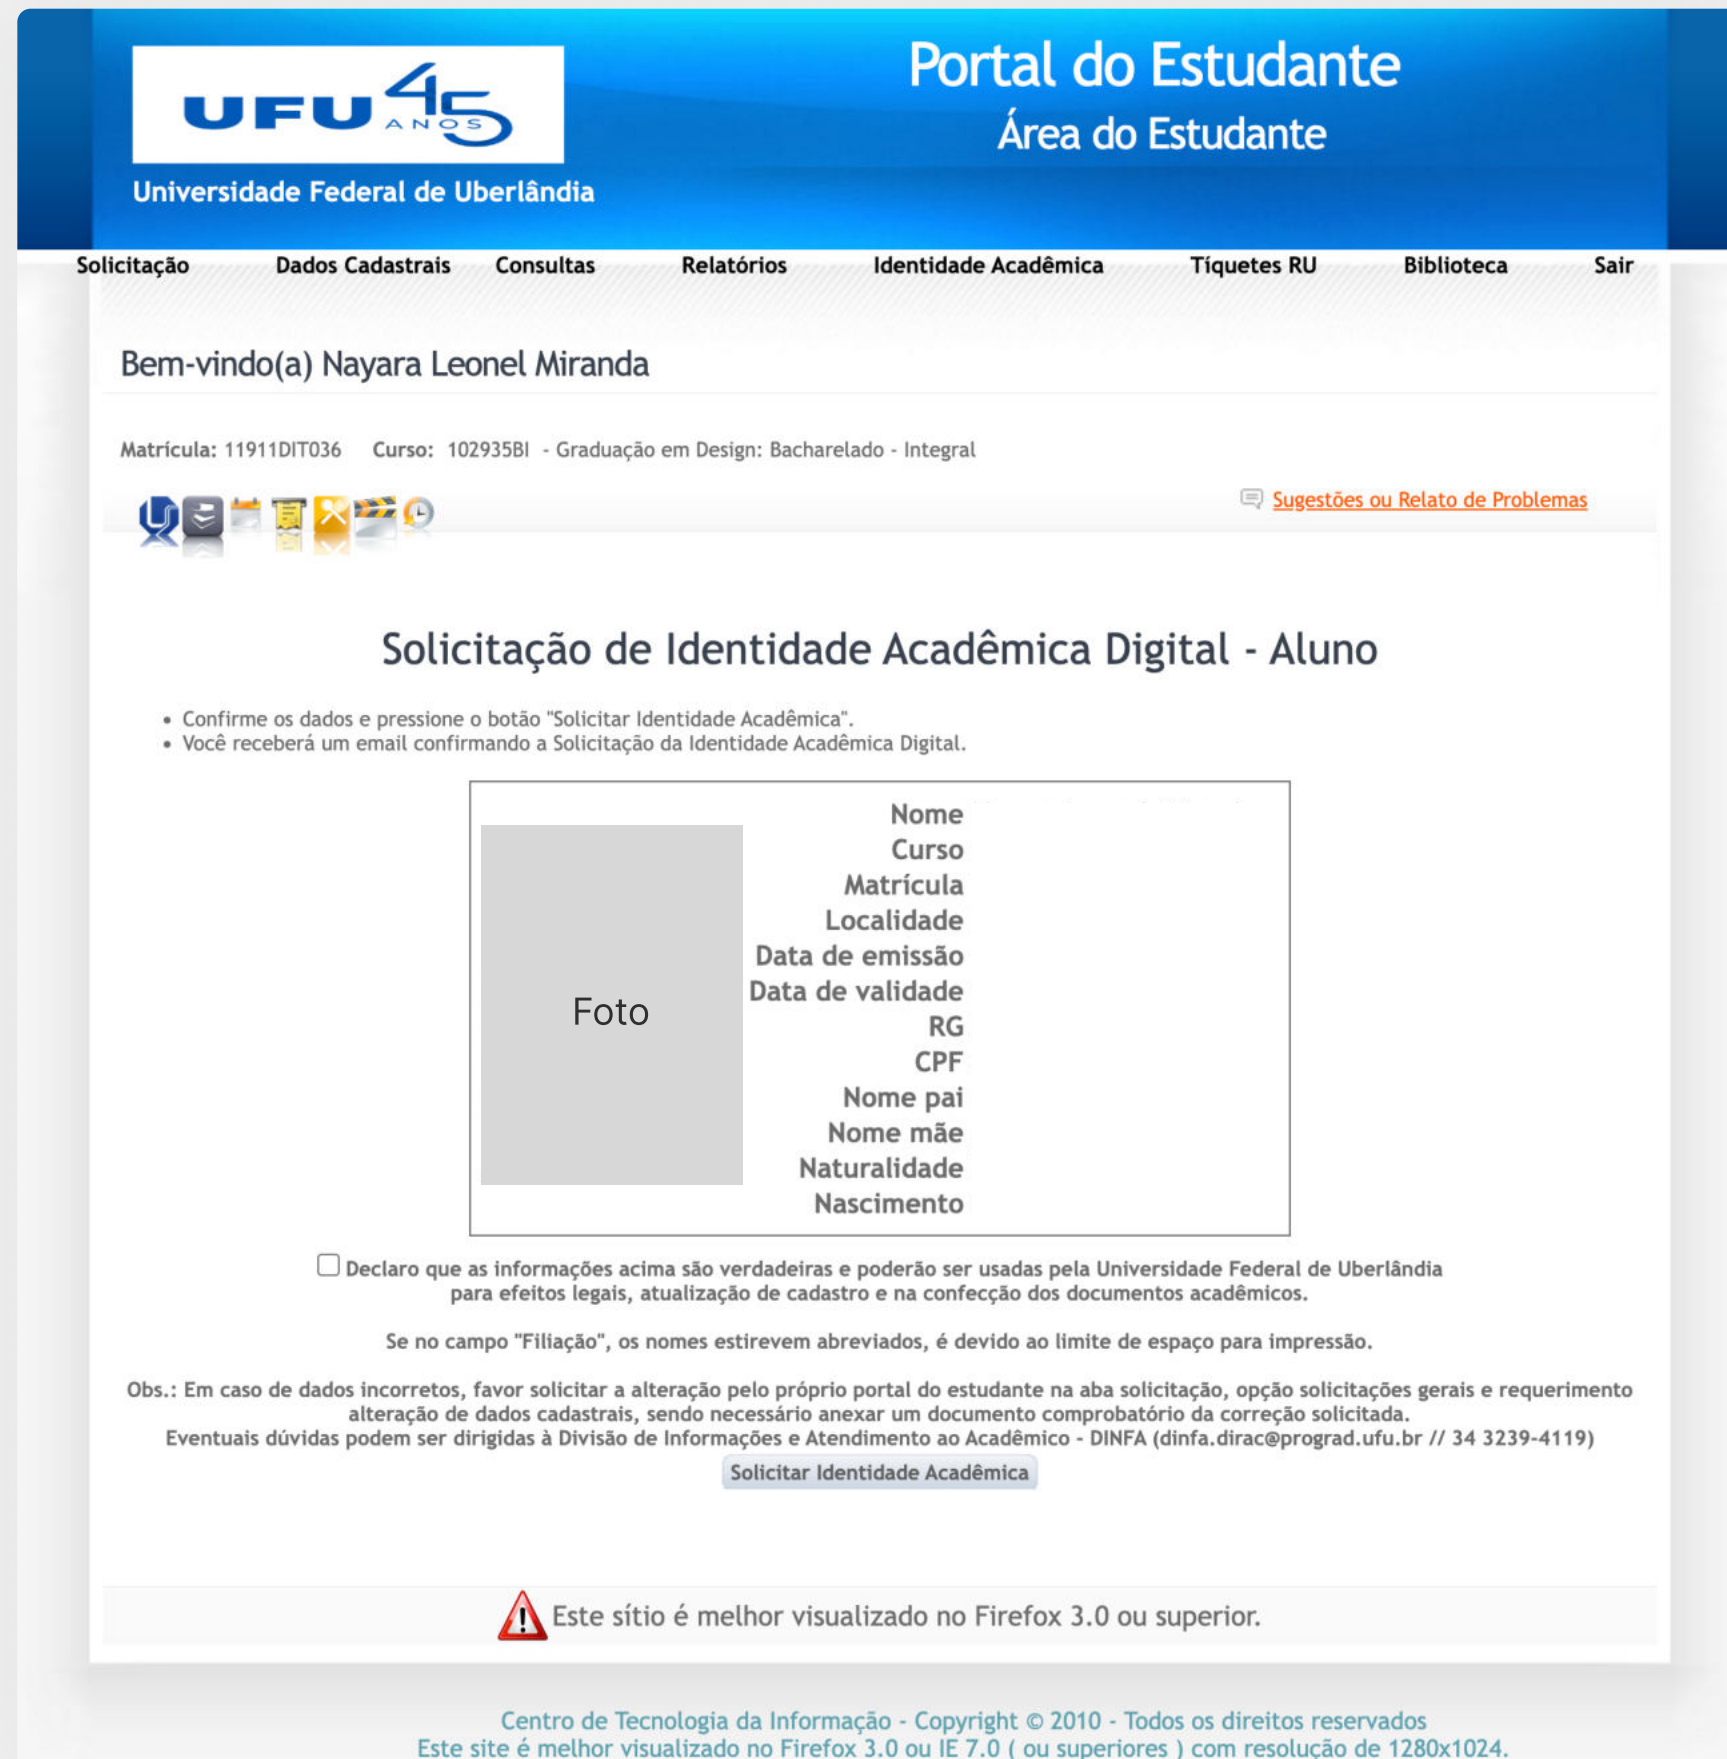 UFU 45
ANOS
Universidade Federal de Uberlândia
Portal do Estudante
Área do Estudante
Solicitação Dados Cadastrais Consultas Relatórios Identidade Acadêmica Tíquetes RU Biblioteca Sair
Bem-vindo(a) Nayara Leonel Miranda
Matrícula: 11911DIT036 Curso: 102935BI - Graduação em Design: Bacharelado - Integral
Sugestões ou Relato de Problemas
Solicitação de Identidade Acadêmica Digital - Aluno
• Confirme os dados e pressione o botão "Solicitar Identidade Acadêmica".
• Você receberá um email confirmando a Solicitação da Identidade Acadêmica Digital.
Foto
Nome
Curso
Matrícula
Localidade
Data de emissão
Data de validade
RG
CPF
Nome pai
Nome mãe
Naturalidade
Nascimento
Declaro que as informações acima são verdadeiras e poderão ser usadas pela Universidade Federal de Uberlândia
para efeitos legais, atualização de cadastro e na confecção dos documentos acadêmicos.
Se no campo "Filiação", os nomes estirevem abreviados, é devido ao limite de espaço para impressão.
Obs.: Em caso de dados incorretos, favor solicitar a alteração pelo próprio portal do estudante na aba solicitação, opção solicitações gerais e requerimento
alteração de dados cadastrais, sendo necessário anexar um documento comprobatório da correção solicitada.
Eventuais dúvidas podem ser dirigidas à Divisão de Informações e Atendimento ao Acadêmico - DINFA (dinfa.dirac@prograd.ufu.br // 34 3239-4119)
Solicitar Identidade Acadêmica
Este sítio é melhor visualizado no Firefox 3.0 ou superior.
Centro de Tecnologia da Informação - Copyright © 2010 - Todos os direitos reservados
Este site é melhor visualizado no Firefox 3.0 ou IE 7.0 ( ou superiores ) com resolução de 1280x1024.